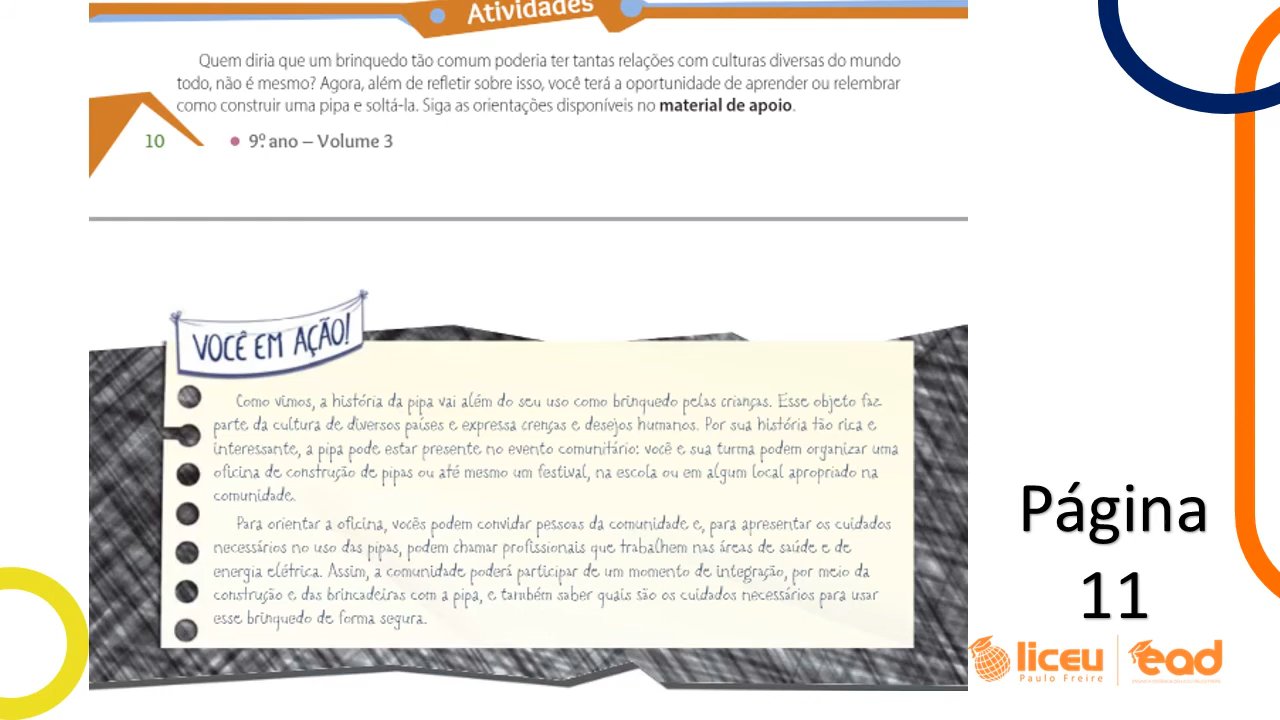 Atividades
Quem diria que um brinquedo tão comum poderia ter tantas relações com culturas diversas do mundo
todo, não é mesmo? Agora, além de refletir sobre isso, você terá a oportunidade de aprender ou relembrar
como construir uma pipa e soltá-la. Siga as orientações disponíveis no material de apoio.
10 • 9º. ano – Volume 3
VOCÊ EM AÇÃO!
Como vimos, a história da pipa vai além do seu uso como brinquedo pelas crianças. Esse objeto faz
parte da cultura de diversos países e expressa crenças e desejos humanos. Por sua história tão rica e
interessante, a pipa pode estar presente no evento comunitário: você e sua turma podem organizar uma
oficina de construção de pipas ou até mesmo um festival, na escola ou em algum local apropriado na
comunidade.
Para orientar a oficina, vocês podem convidar pessoas da comunidade e, para apresentar os cuidados
necessários no uso das pipas, podem chamar profissionais que trabalhem nas áreas de saúde e de
energia elétrica. Assim, a comunidade poderá participar de um momento de integração, por meio da
construção e das brincadeiras com a pipa, e também saber quais são os cuidados necessários para usar
esse brinquedo de forma segura.
Página
11
liceu
Paulo Freire
ead